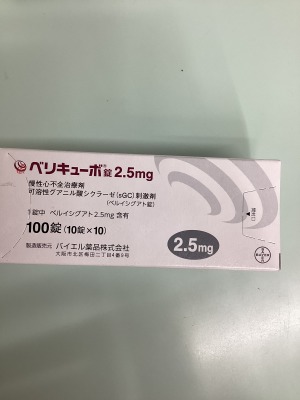 ベリキューボ®錠 2.5mg
慢性心不全治療剤
可溶性グアニル酸シクラーゼ(sGC)刺激剤
(ベルイシグアト錠)
1錠中 ベルイシグアト2.5mg 含有
100錠(10錠×10)
2.5mg
製造販売元 バイエル薬品株式会社
大阪市北区梅田二丁目4番9号
BAYER